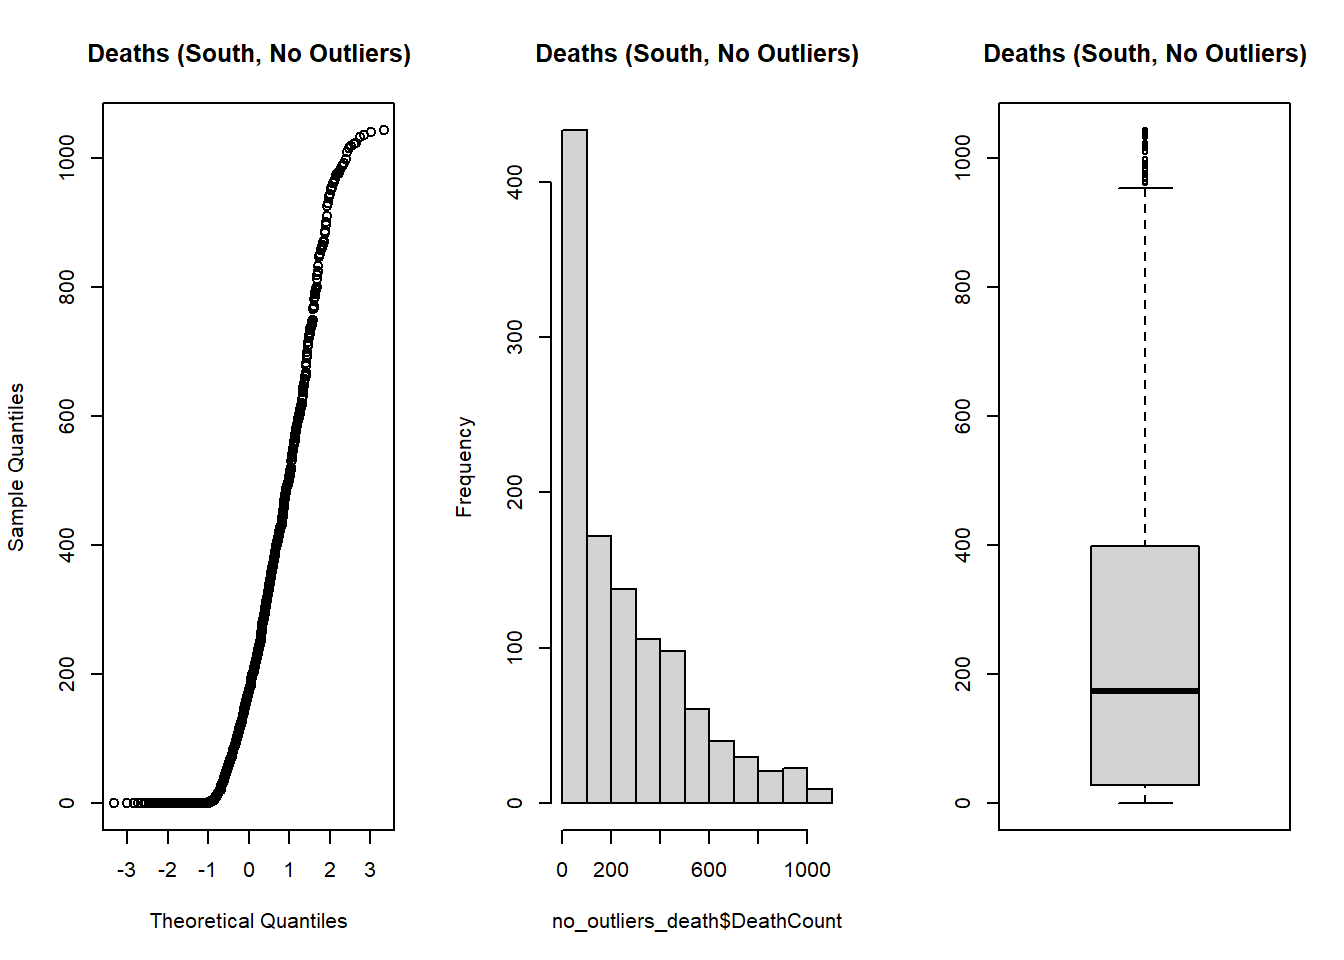 Deaths (South, No Outliers)
Sample Quantiles
0
200
400
600
800
1000
-3 -2 -1 0 1 2 3
Theoretical Quantiles
Deaths (South, No Outliers)
Frequency
0
100
200
300
400
0 200 600 1000
no_outliers_death$DeathCount
Deaths (South, No Outliers)
0
200
400
600
800
1000